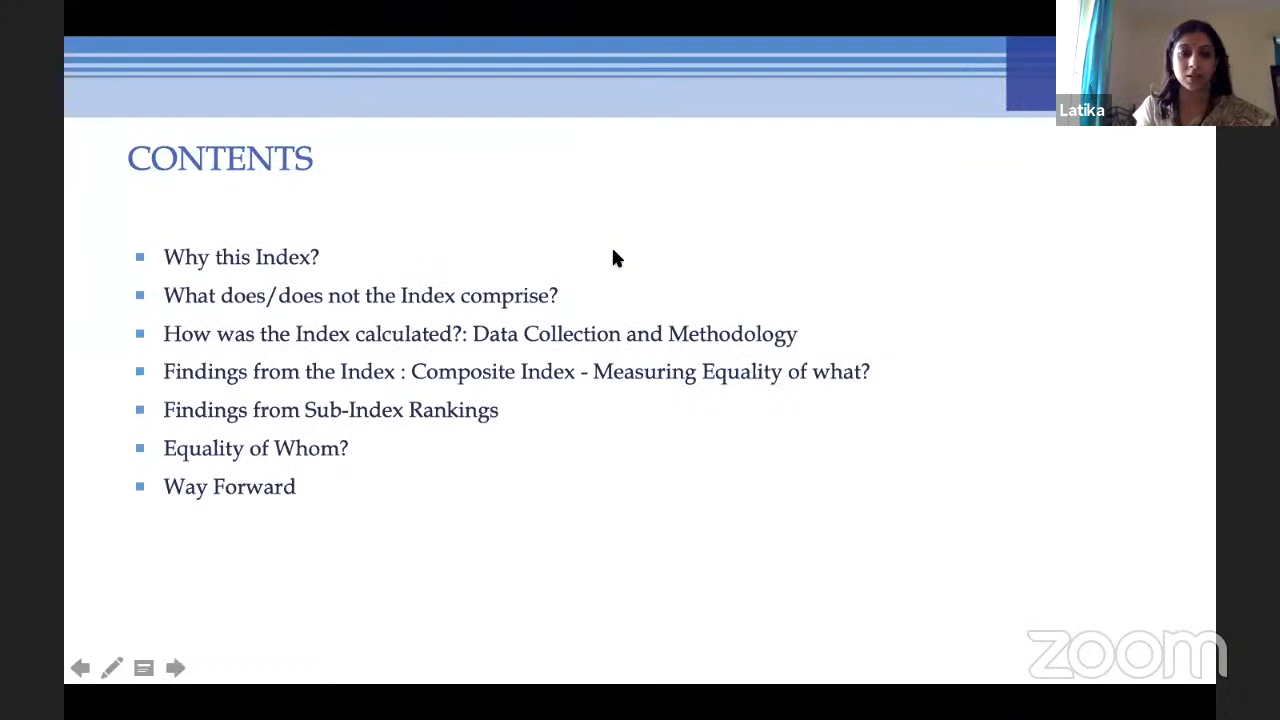 Latika
CONTENTS
Why this Index?
What does/does not the Index comprise?
How was the Index calculated?: Data Collection and Methodology
Findings from the Index : Composite Index - Measuring Equality of what?
Findings from Sub-Index Rankings
Equality of Whom?
Way Forward
zoom